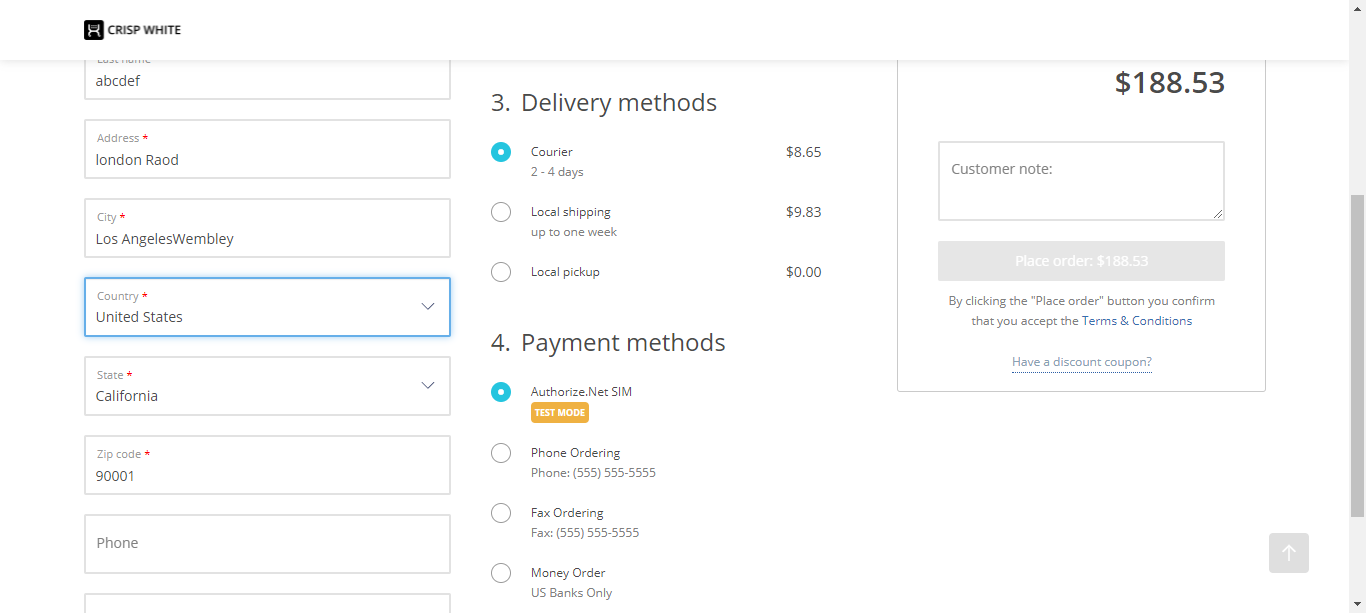 CRISP WHITE
Last name
abcdef
Address *
london Raod
City *
Los AngelesWembley
Country *
United States
State *
California
Zip code *
90001
Phone
3. Delivery methods
Courier $8.65
2 - 4 days
Local shipping $9.83
up to one week
Local pickup $0.00
4. Payment methods
Authorize.Net SIM
TEST MODE
Phone Ordering
Phone: (555) 555-5555
Fax Ordering
Fax: (555) 555-5555
Money Order
US Banks Only
$188.53
Customer note:
Place order: $188.53
By clicking the "Place order" button you confirm
that you accept the Terms & Conditions
Have a discount coupon?